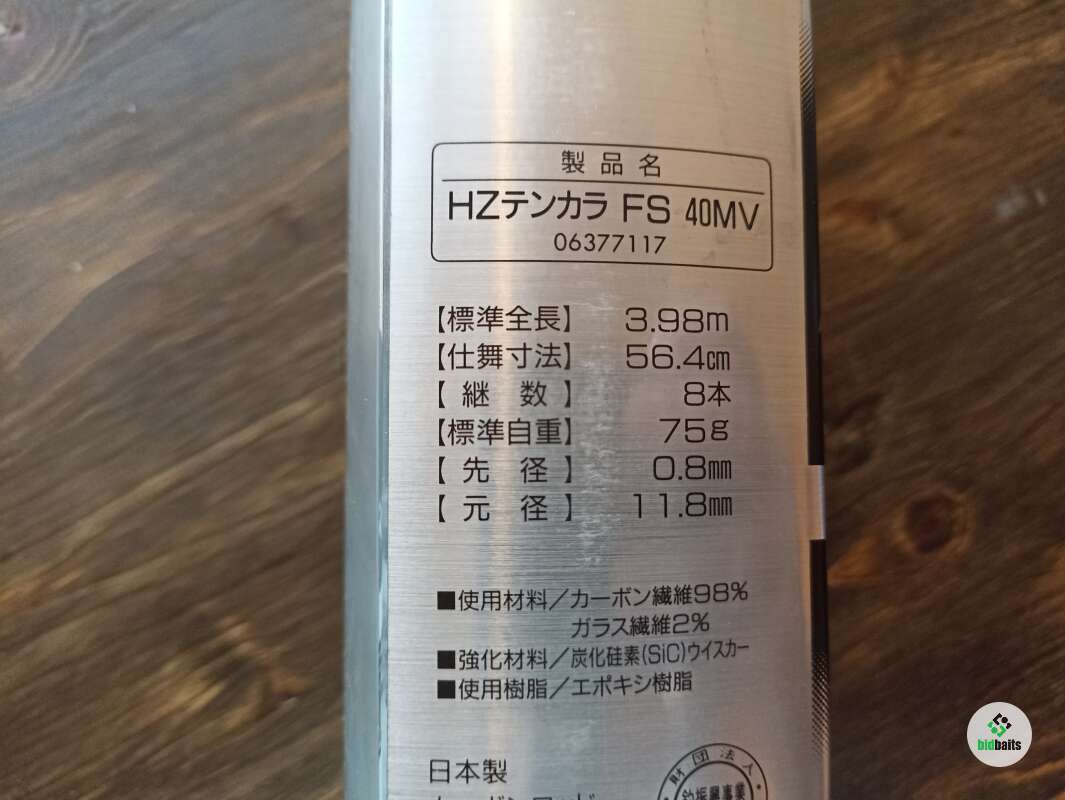 製品名
HZテンカラ FS 40MV
06377117
【標準全長】 3.98m
【仕舞寸法】 56.4cm
【継 数】 8本
【標準自重】 75g
【先 径】 0.8mm
【元 径】 11.8mm
■使用材料／カーボン繊維98%
ガラス繊維2%
■強化材料／炭化硅素(SiC)ウイスカー
■使用樹脂／エポキシ樹脂
日本製
財団法人
bidbaits